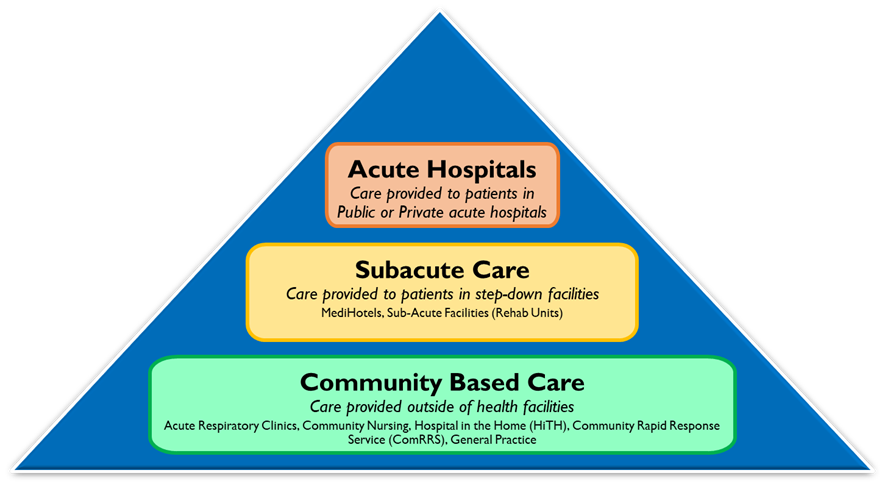 Acute Hospitals
Care provided to patients in
Public or Private acute hospitals
Subacute Care
Care provided to patients in step-down facilities
MediHotels, Sub-Acute Facilities (Rehab Units)
Community Based Care
Care provided outside of health facilities
Acute Respiratory Clinics, Community Nursing, Hospital in the Home (HiTH), Community Rapid Response
Service (ComRRS), General Practice